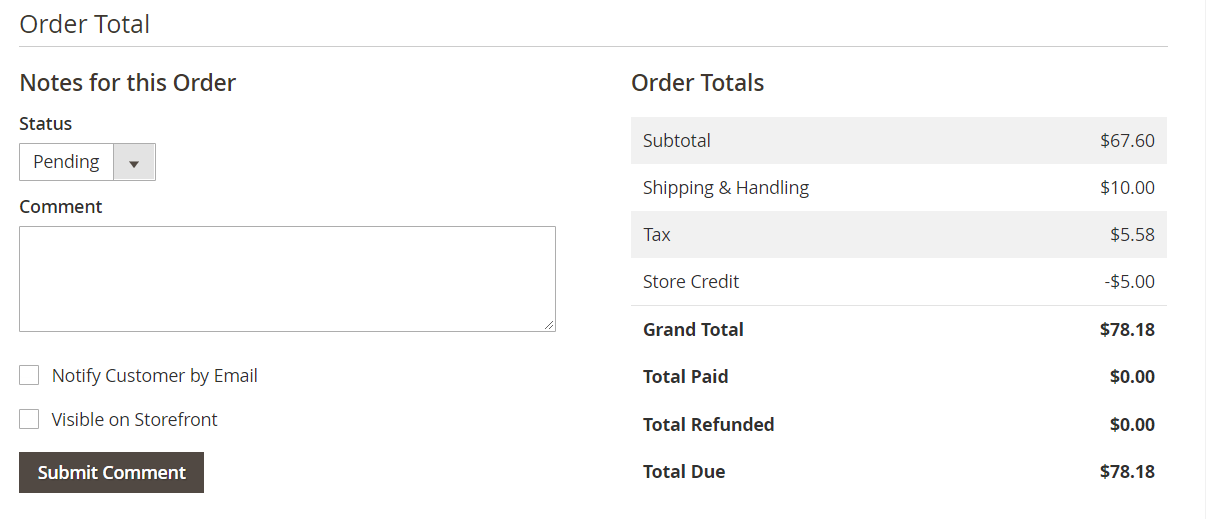 Order Total
Notes for this Order
Status
Pending
Comment
Notify Customer by Email
Visible on Storefront
Submit Comment
Order Totals
Subtotal $67.60
Shipping & Handling $10.00
Tax $5.58
Store Credit -$5.00
Grand Total $78.18
Total Paid $0.00
Total Refunded $0.00
Total Due $78.18